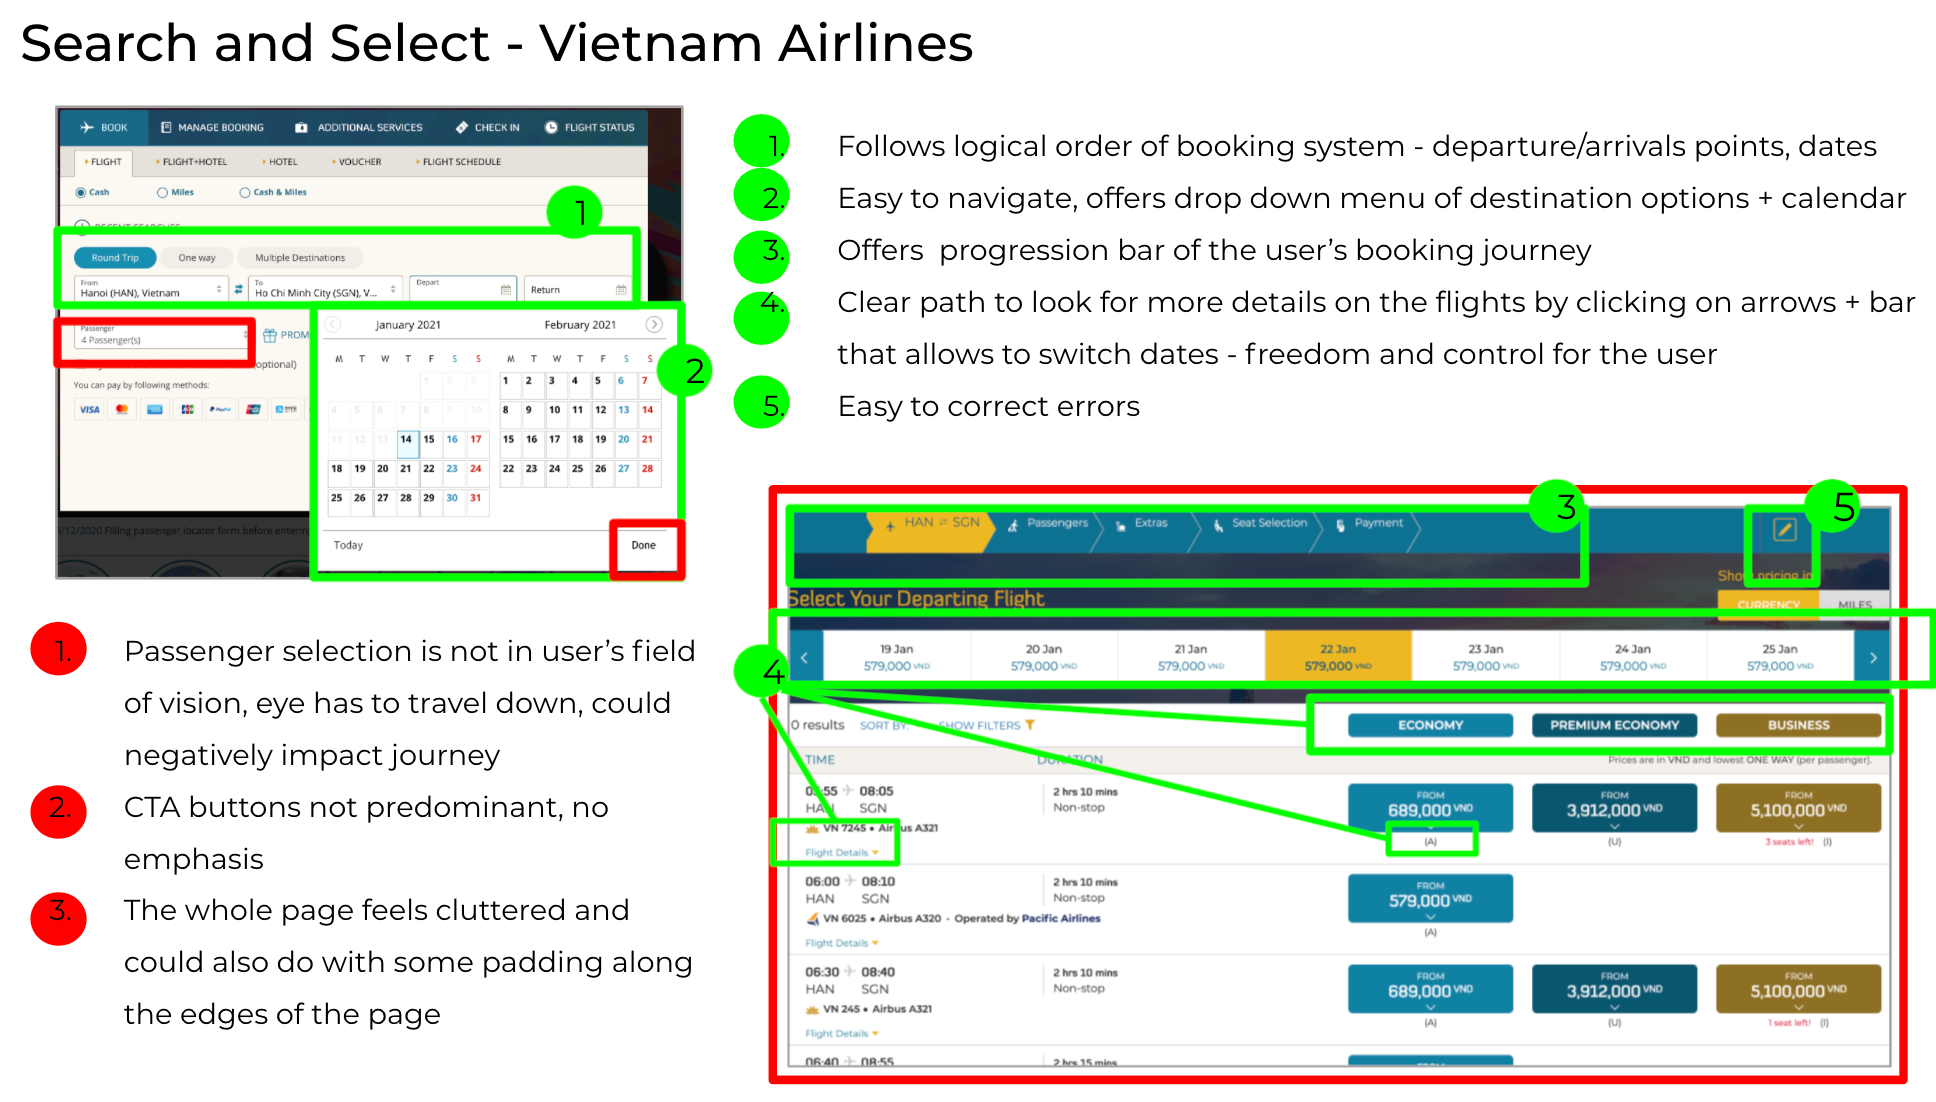 Search and Select - Vietnam Airlines
BOOK MANAGE BOOKING ADDITIONAL SERVICES CHECK IN FLIGHT STATUS
FLIGHT FLIGHT+HOTEL HOTEL VOUCHER FLIGHT SCHEDULE
Cash Miles Cash & Miles
RECENT SEARCHES
1
Round Trip One way Multiple Destinations
From To Depart
Hanoi (HAN), Vietnam Ho Chi Minh City (SGN), V... Return
Passenger
4 Passenger(s) PROM
(optional)
You can pay by following methods:
VISA PayPal
January 2021 February 2021
2
M T W T F S S M T W T F S S
1 2 3 1 2 3 4 5 6 7
4 5 6 7 8 9 10 8 9 10 11 12 13 14
11 12 13 14 15 16 17 15 16 17 18 19 20 21
18 19 20 21 22 23 24 22 23 24 25 26 27 28
25 26 27 28 29 30 31
Today Done
/12/2020 Filling passenger locator form before enterin
1. Follows logical order of booking system - departure/arrivals points, dates
2. Easy to navigate, offers drop down menu of destination options + calendar
3. Offers progression bar of the user's booking journey
4. Clear path to look for more details on the flights by clicking on arrows + bar
that allows to switch dates - freedom and control for the user
5. Easy to correct errors
1. Passenger selection is not in user's field
of vision, eye has to travel down, could
negatively impact journey
2. CTA buttons not predominant, no
emphasis
3. The whole page feels cluttered and
could also do with some padding along
the edges of the page
HAN ⇄ SGN Passengers Extras Seat Selection Payment 3 5
Show pricing in
Select Your Departing Flight CURRENCY MILES
19 Jan 20 Jan 21 Jan 22 Jan 23 Jan 24 Jan 25 Jan
579,000 VND 579,000 VND 579,000 VND 579,000 VND 579,000 VND 579,000 VND 579,000 VND
4
0 results SORT BY: SHOW FILTERS ECONOMY PREMIUM ECONOMY BUSINESS
TIME DURATION Prices are in VND and lowest ONE WAY (per passenger).
:55 08:05 2 hrs 10 mins FROM FROM FROM
HAN SGN Non-stop 689,000 VND 3,912,000 VND 5,100,000 VND
VN 7245 • Airbus A321
(A) (U) 3 seats left! (I)
Flight Details
06:00 08:10 2 hrs 10 mins FROM
HAN SGN Non-stop 579,000 VND
VN 6025 • Airbus A320 - Operated by Pacific Airlines
(A)
Flight Details
06:30 08:40 2 hrs 10 mins FROM FROM FROM
HAN SGN Non-stop 689,000 VND 3,912,000 VND 5,100,000 VND
VN 245 • Airbus A321
(A) (U) 1 seat left! (I)
Flight Details
06:40 08:55 2 hrs 15 mins